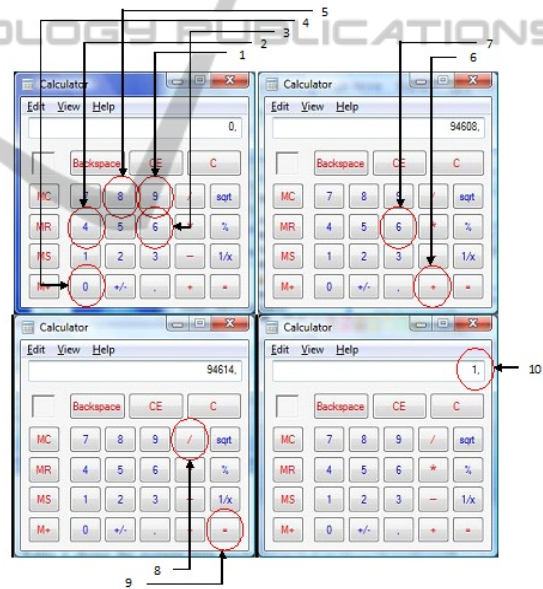 5
4
3
2
1
7
6
OLOGY PUBLICATIONS
Calculator
Edit View Help
0,
Backspace CE C
MC 7 8 9 / sqrt
MR 4 5 6 * %
MS 1 2 3 - 1/x
M+ 0 +/- . + =
Calculator
Edit View Help
94608,
Backspace CE C
MC 7 8 9 / sqrt
MR 4 5 6 * %
MS 1 2 3 1/x
M+ 0 +/- . + =
Calculator
Edit View Help
94614,
Backspace CE C
MC 7 8 9 / sqrt
MR 4 5 6 * %
MS 1 2 3 - 1/x
M+ 0 +/- . + =
8
9
Calculator
Edit View Help
1,
10
Backspace CE C
MC 7 8 9 / sqrt
MR 4 5 6 * %
MS 1 2 3 - 1/x
M+ 0 +/- . + =